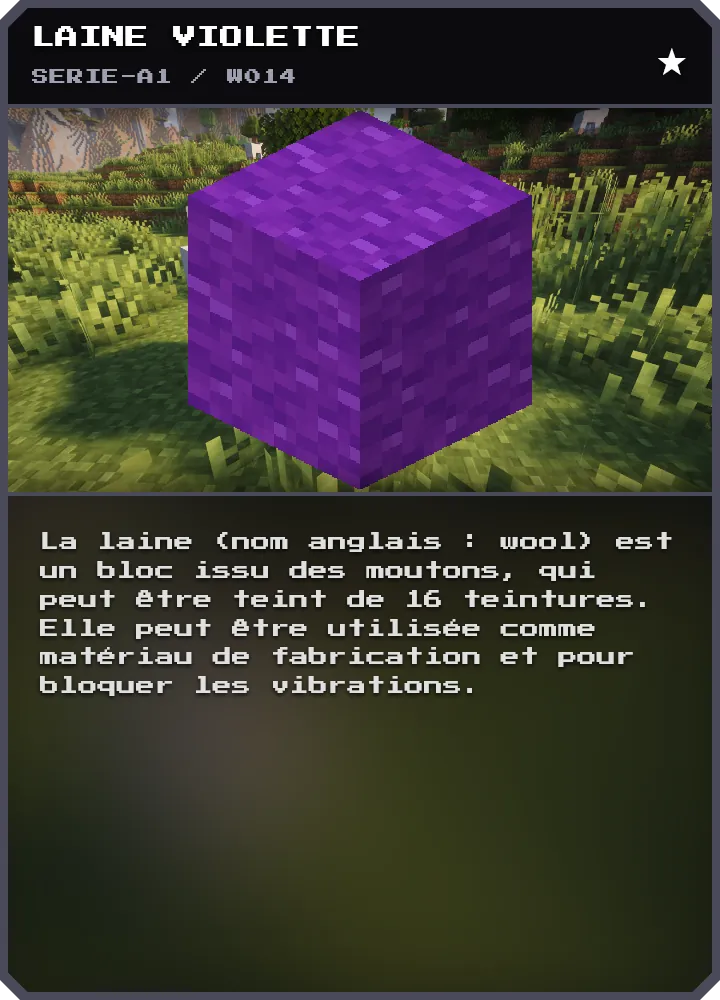 LAINE VIOLETTE
SERIE-A1 / W014
La laine (nom anglais : wool) est
un bloc issu des moutons, qui
peut être teint de 16 teintures.
Elle peut être utilisée comme
matériau de fabrication et pour
bloquer les vibrations.